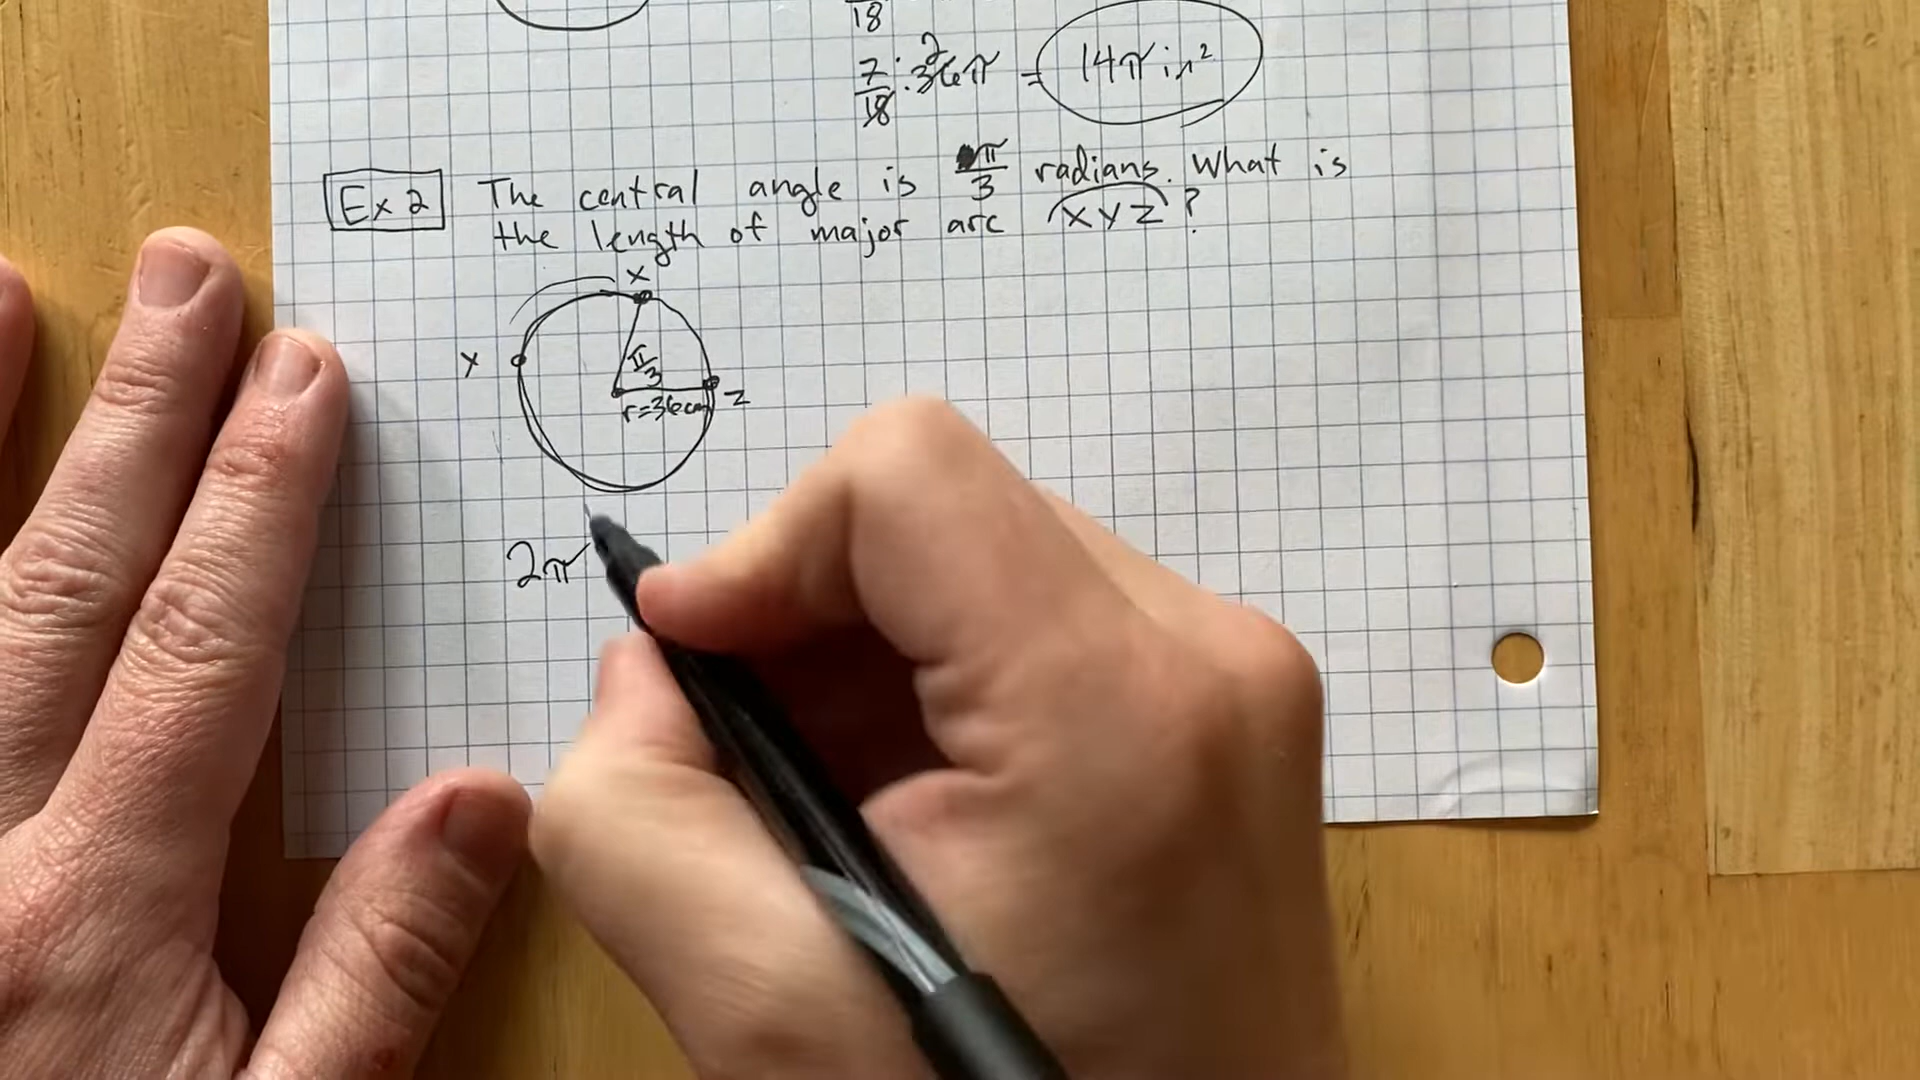 18
7/18 · 36π = 14π in²
2
Ex 2 The central angle is π/3 radians. What is
the length of major arc XYZ?
X
Y
π/3
r=36cm
Z
2π